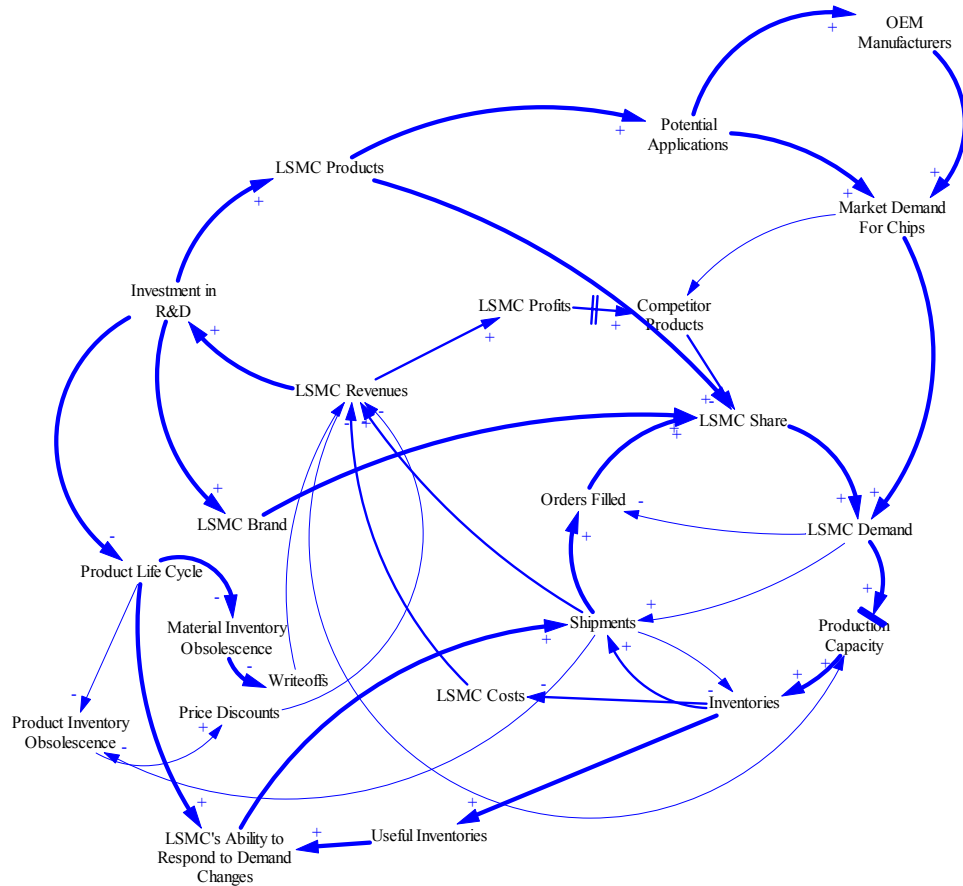 OEM
Manufacturers
+
Potential
Applications
+
LSMC Products
+
+
+
Market Demand
For Chips
Investment in
R&D
+
LSMC Profits
+
+
Competitor
Products
LSMC Revenues
-
-
+
-
+
-
LSMC Share
+
+
LSMC Brand
+
Orders Filled
-
+
+
+
LSMC Demand
-
Product Life Cycle
-
Material Inventory
Obsolescence
-
Writeoffs
Shipments
+
+
+
+
Production
Capacity
+
+
-
LSMC Costs
-
Inventories
-
Product Inventory
Obsolescence
-
Price Discounts
+
+
LSMC's Ability to
Respond to Demand
Changes
+
Useful Inventories
+